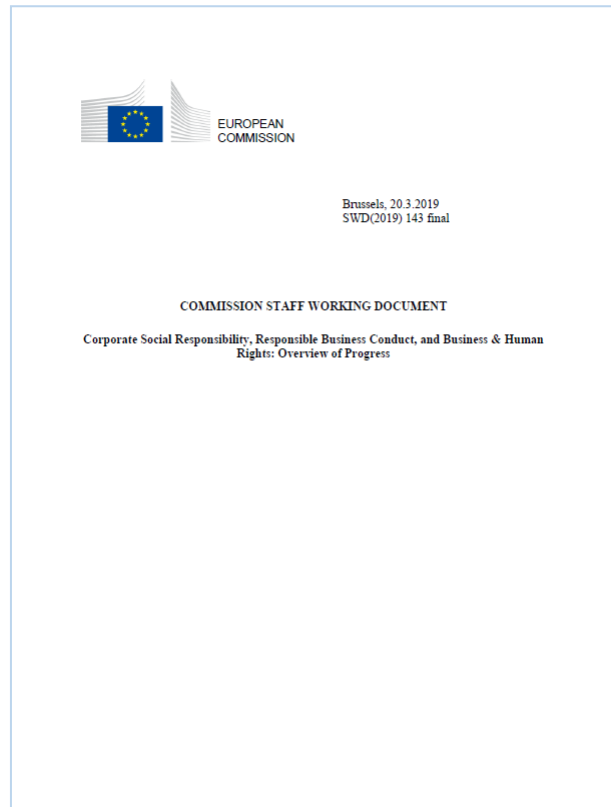 EUROPEAN
COMMISSION
Brussels, 20.3.2019
SWD(2019) 143 final
COMMISSION STAFF WORKING DOCUMENT
Corporate Social Responsibility, Responsible Business Conduct, and Business & Human
Rights: Overview of Progress